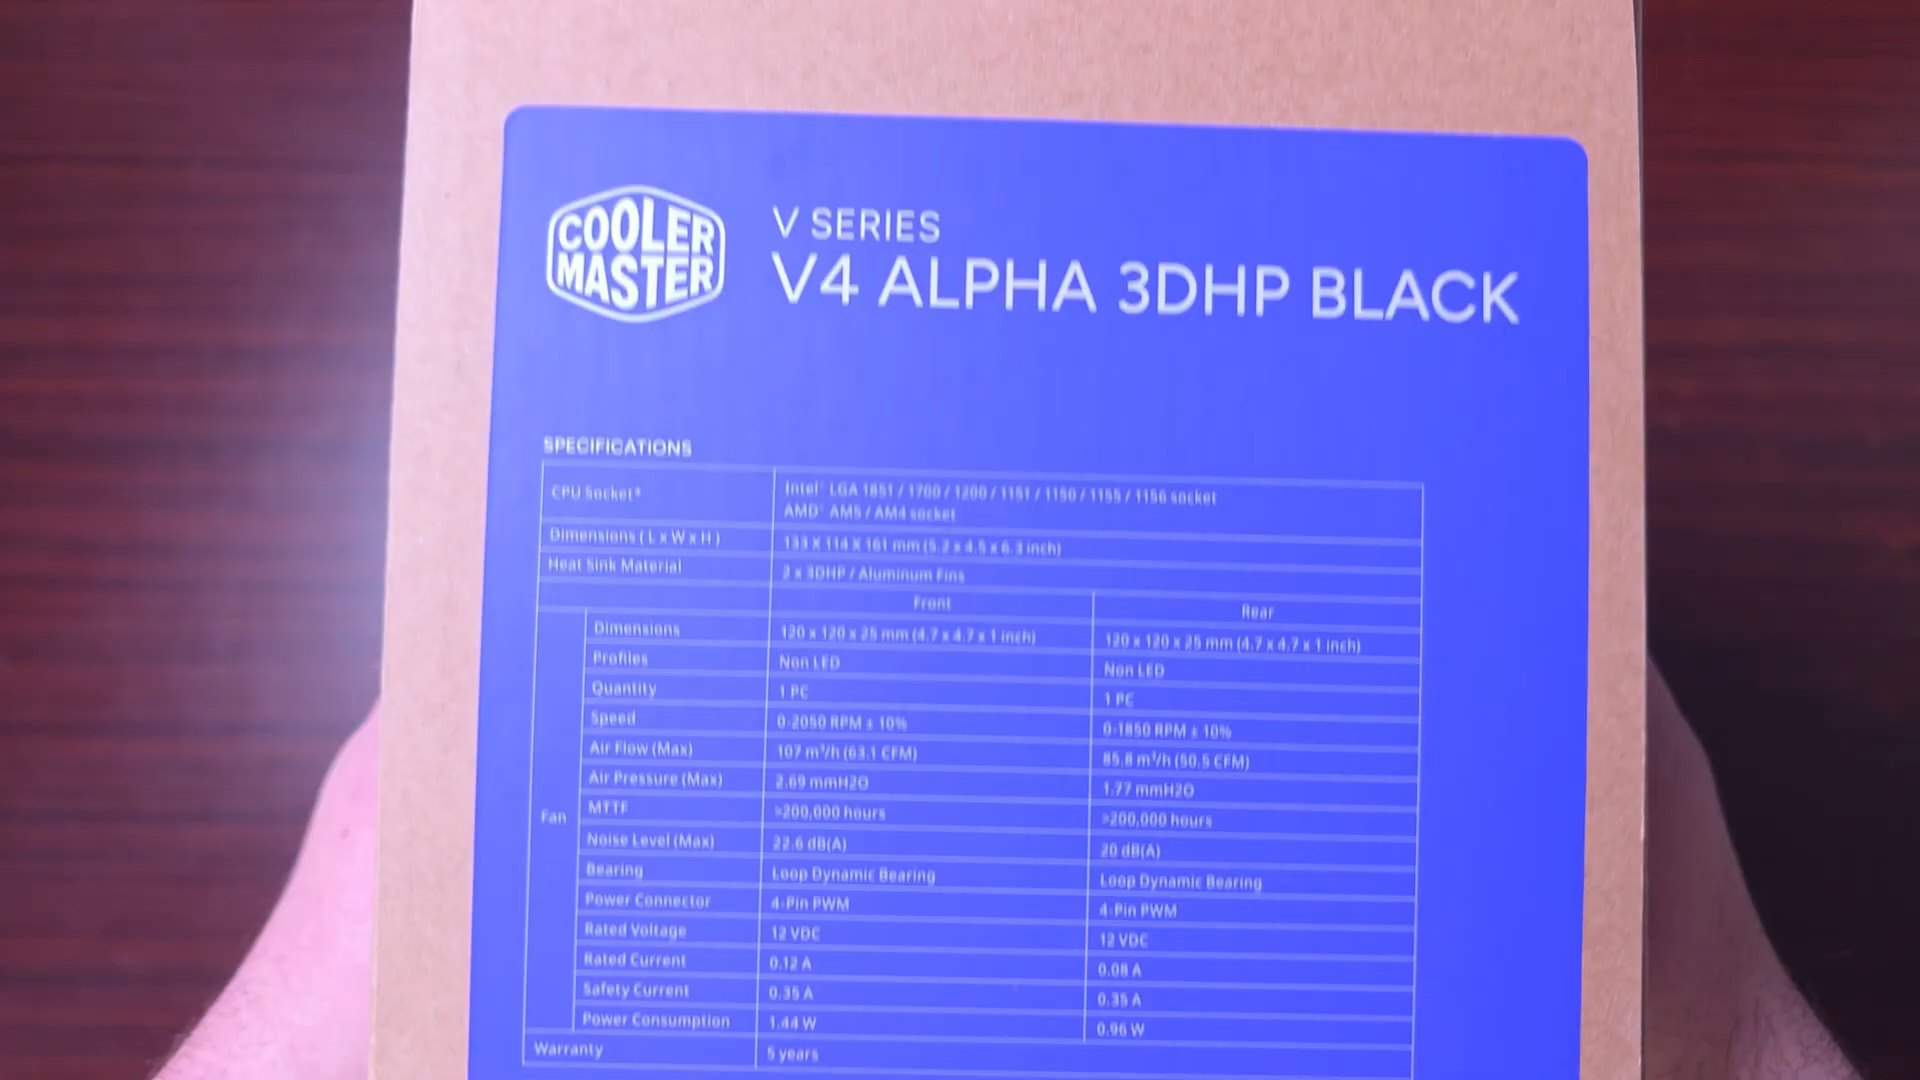 COOLER
MASTER
V SERIES
V4 ALPHA 3DHP BLACK
SPECIFICATIONS
CPU Socket* Intel® LGA 1851 / 1700 / 1200 / 1151 / 1150 / 1155 / 1156 socket
AMD® AM5 / AM4 socket
Dimensions ( L x W x H ) 133 X 114 X 161 mm (5.2 x 4.5 x 6.3 inch)
Heat Sink Material 2 x 3DHP / Aluminum Fins
Front Rear
Fan
Dimensions 120 x 120 x 25 mm (4.7 x 4.7 x 1 inch) 120 x 120 x 25 mm (4.7 x 4.7 x 1 inch)
Profiles Non LED Non LED
Quantity 1 PC 1 PC
Speed 0-2050 RPM ± 10% 0-1850 RPM ± 10%
Air Flow (Max) 107 m³/h (63.1 CFM) 85.8 m³/h (50.5 CFM)
Air Pressure (Max) 2.69 mmH2O 1.77 mmH2O
MTTF >200,000 hours >200,000 hours
Noise Level (Max) 22.6 dB(A) 20 dB(A)
Bearing Loop Dynamic Bearing Loop Dynamic Bearing
Power Connector 4-Pin PWM 4-Pin PWM
Rated Voltage 12 VDC 12 VDC
Rated Current 0.12 A 0.08 A
Safety Current 0.35 A 0.35 A
Power Consumption 1.44 W 0.96 W
Warranty 5 years